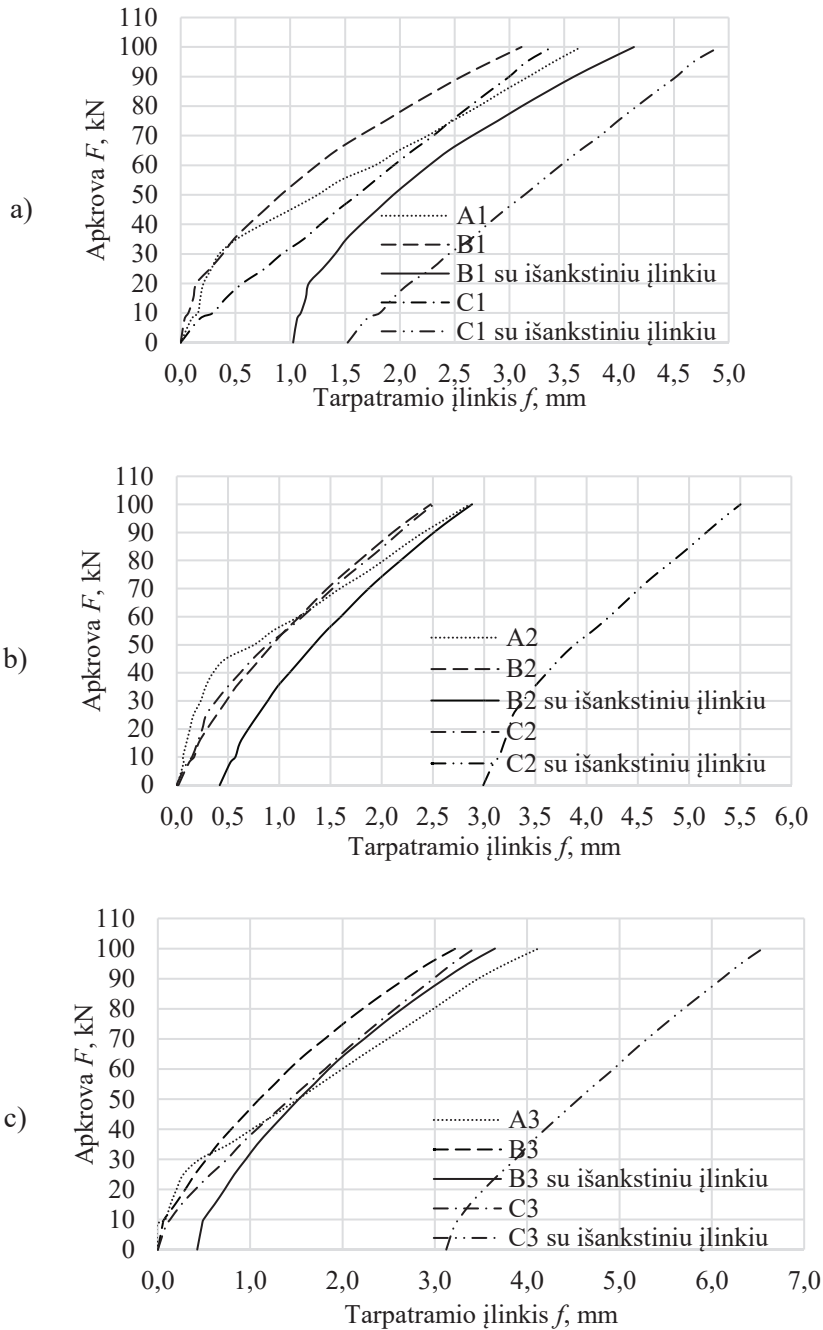 a)
Apkrova F, kN
110
100
90
80
70
60
50
40
30
20
10
0
A1
B1
B1 su išankstiniu įlinkiu
C1
C1 su išankstiniu įlinkiu
0,0 0,5 1,0 1,5 2,0 2,5 3,0 3,5 4,0 4,5 5,0
Tarpatramio įlinkis f, mm
b)
Apkrova F, kN
110
100
90
80
70
60
50
40
30
20
10
0
A2
B2
B2 su išankstiniu įlinkiu
C2
C2 su išankstiniu įlinkiu
0,0 0,5 1,0 1,5 2,0 2,5 3,0 3,5 4,0 4,5 5,0 5,5 6,0
Tarpatramio įlinkis f, mm
c)
Apkrova F, kN
110
100
90
80
70
60
50
40
30
20
10
0
A3
B3
B3 su išankstiniu įlinkiu
C3
C3 su išankstiniu įlinkiu
0,0 1,0 2,0 3,0 4,0 5,0 6,0 7,0
Tarpatramio įlinkis f, mm